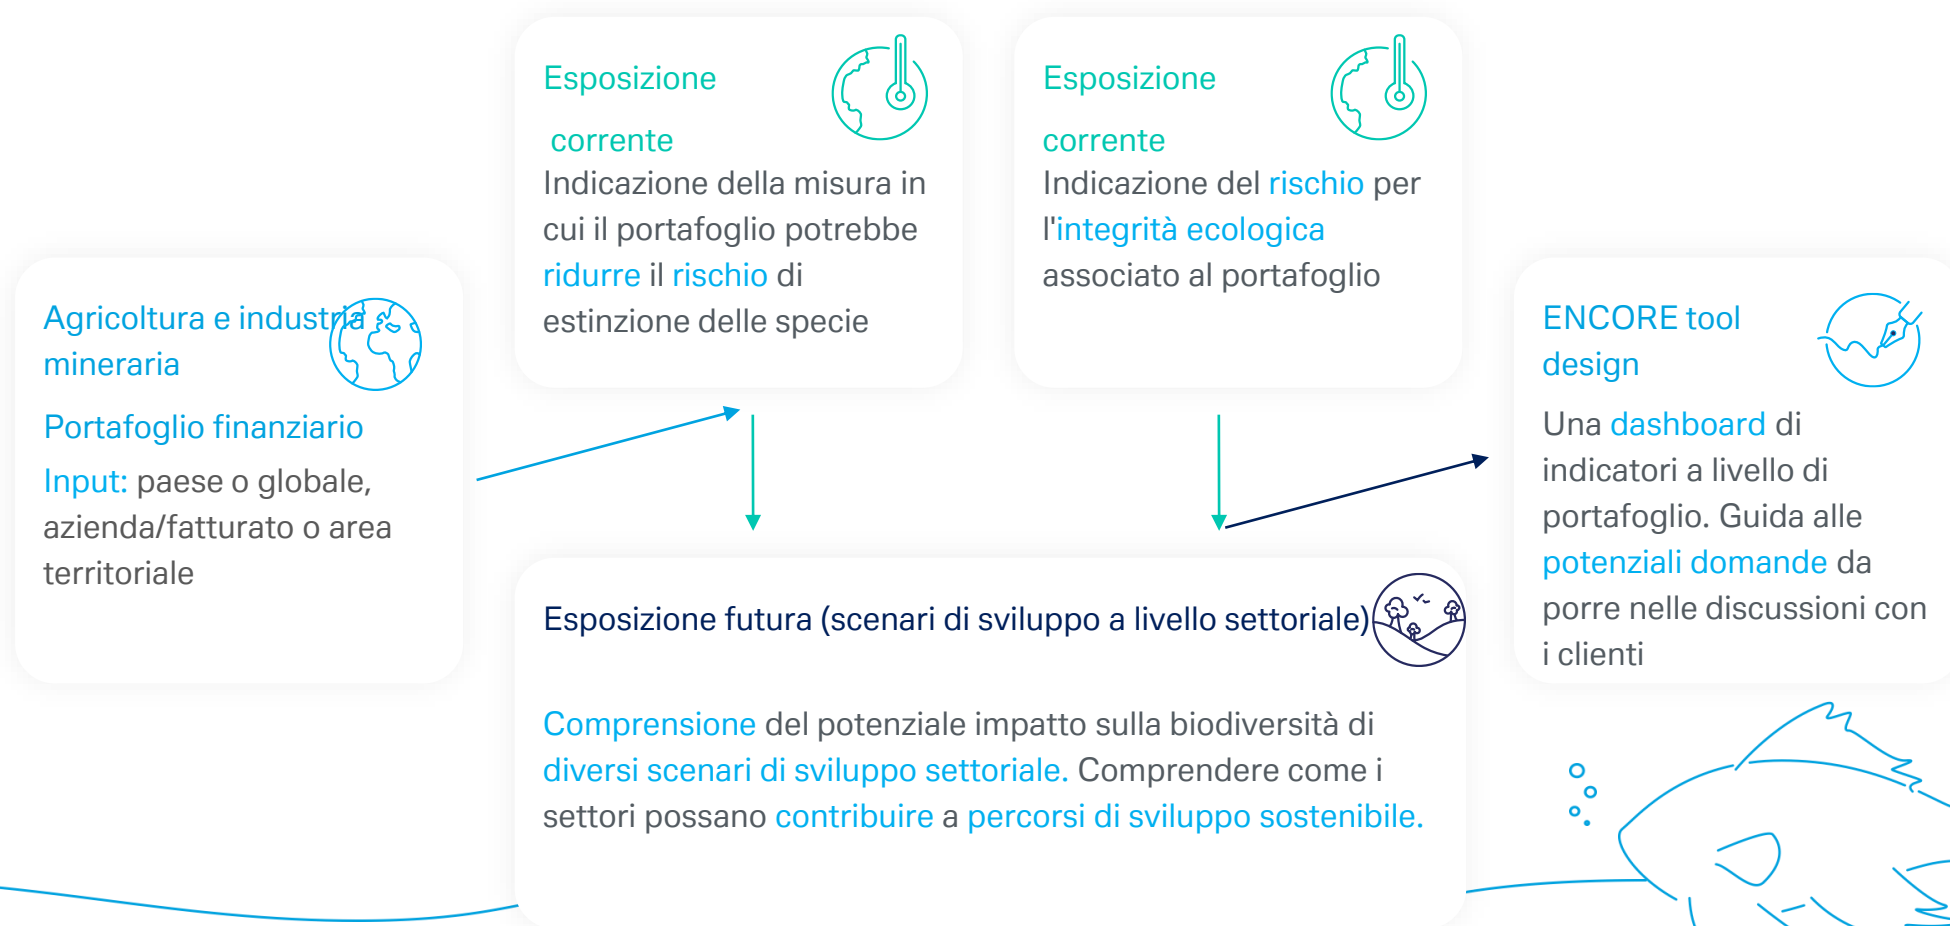 Agricoltura e industria
mineraria
Portafoglio finanziario
Input: paese o globale,
azienda/fatturato o area
territoriale
Esposizione
corrente
Indicazione della misura in
cui il portafoglio potrebbe
ridurre il rischio di
estinzione delle specie
Esposizione
corrente
Indicazione del rischio per
l'integrità ecologica
associato al portafoglio
Esposizione futura (scenari di sviluppo a livello settoriale)
Comprensione del potenziale impatto sulla biodiversità di
diversi scenari di sviluppo settoriale. Comprendere come i
settori possano contribuire a percorsi di sviluppo sostenibile.
ENCORE tool
design
Una dashboard di
indicatori a livello di
portafoglio. Guida alle
potenziali domande da
porre nelle discussioni con
i clienti